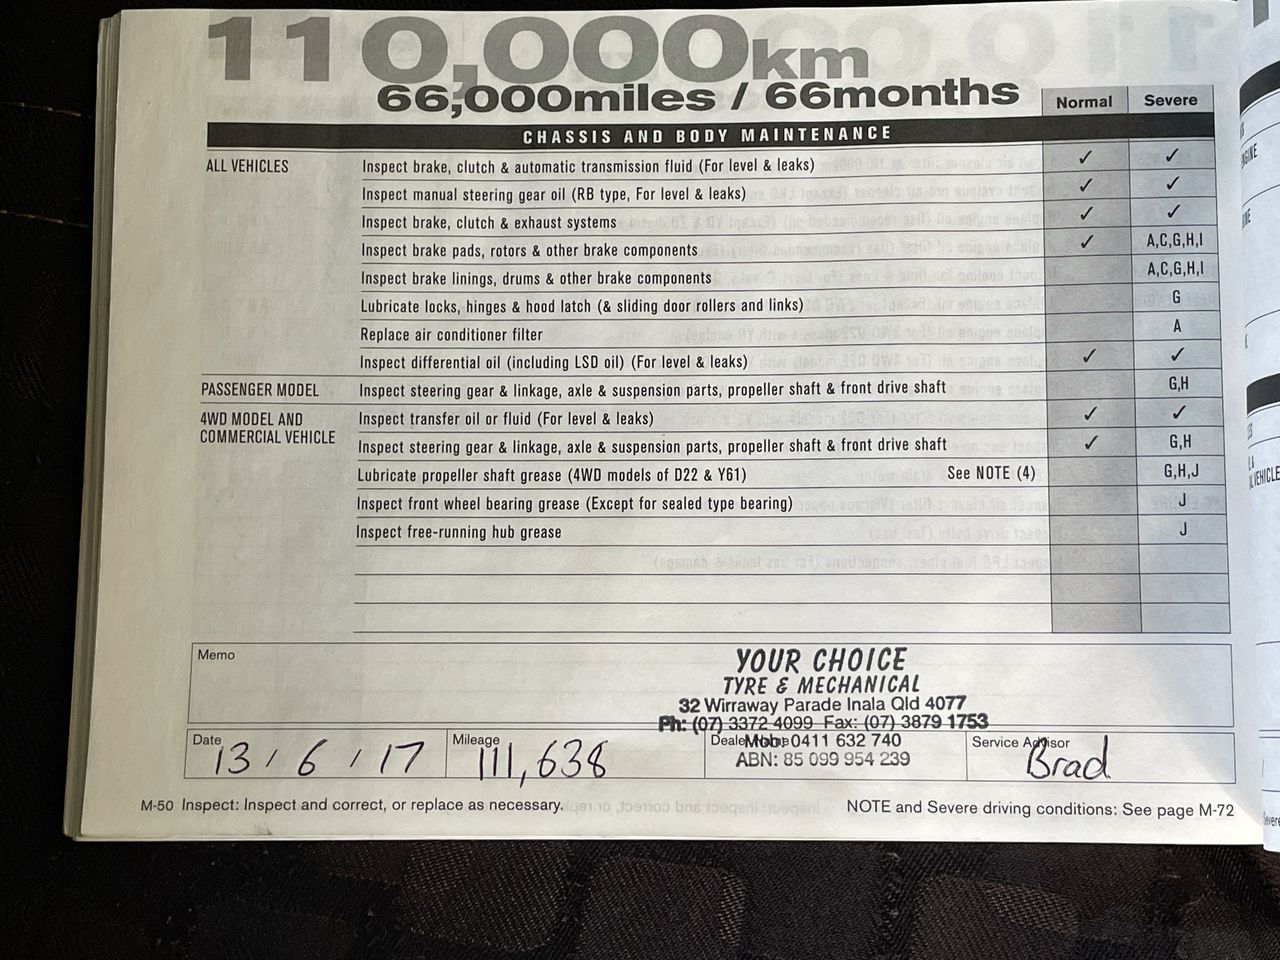 110,000km
66,000miles / 66months
Normal Severe
CHASSIS AND BODY MAINTENANCE
ALL VEHICLES Inspect brake, clutch & automatic transmission fluid (For level & leaks) ✓ ✓
Inspect manual steering gear oil (RB type, For level & leaks) ✓ ✓
Inspect brake, clutch & exhaust systems ✓ ✓
Inspect brake pads, rotors & other brake components ✓ A,C,G,H,I
Inspect brake linings, drums & other brake components A,C,G,H,I
Lubricate locks, hinges & hood latch (& sliding door rollers and links) G
Replace air conditioner filter A
Inspect differential oil (including LSD oil) (For level & leaks) ✓ ✓
PASSENGER MODEL Inspect steering gear & linkage, axle & suspension parts, propeller shaft & front drive shaft G,H
4WD MODEL AND Inspect transfer oil or fluid (For level & leaks) ✓ ✓
COMMERCIAL VEHICLE Inspect steering gear & linkage, axle & suspension parts, propeller shaft & front drive shaft ✓ G,H
Lubricate propeller shaft grease (4WD models of D22 & Y61) See NOTE (4) G,H,J
Inspect front wheel bearing grease (Except for sealed type bearing) J
Inspect free-running hub grease J
Memo
YOUR CHOICE
TYRE & MECHANICAL
32 Wirraway Parade Inala Qld 4077
Ph: (07) 3372 4099 Fax: (07) 3879 1753
Mob: 0411 632 740
ABN: 85 099 954 239
Date 13 / 6 / 17
Mileage 111,638
Service Advisor Brad
M-50 Inspect: Inspect and correct, or replace as necessary.
NOTE and Severe driving conditions: See page M-72